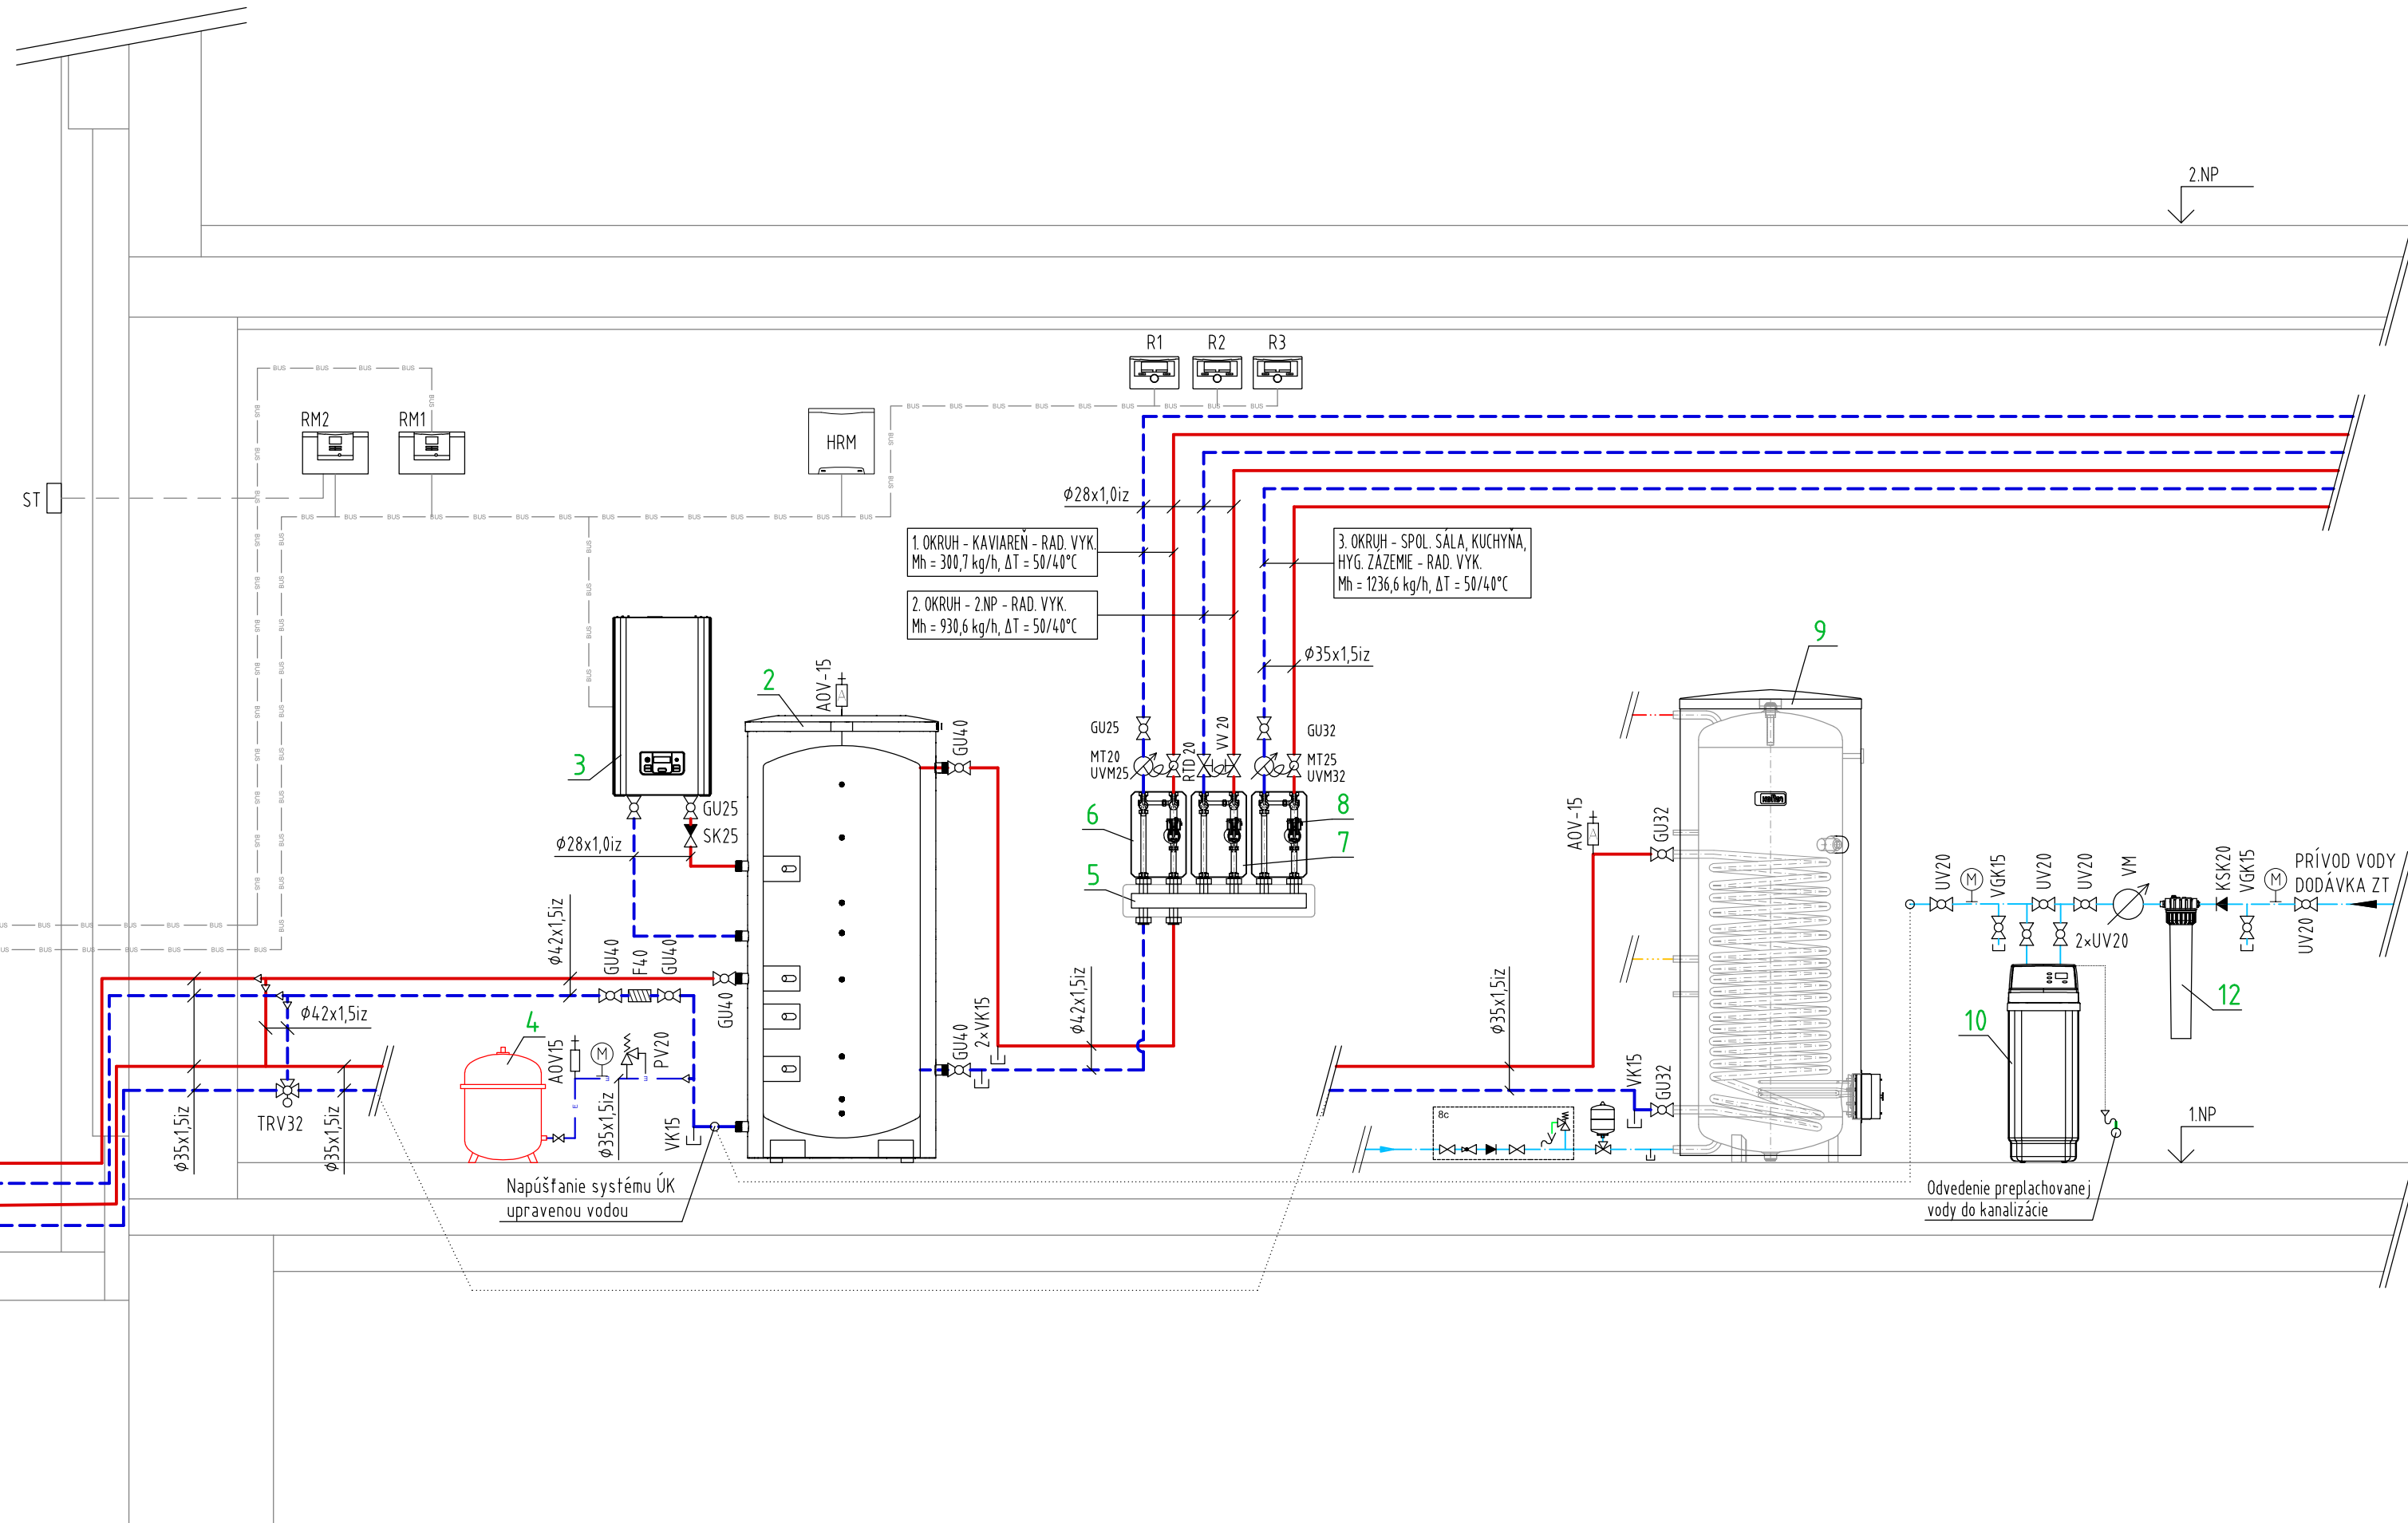 2.NP
R1
R2
R3
RM2
RM1
HRM
ST
BUS
ϕ28x1,0iz
1. OKRUH - KAVIAREŇ - RAD. VYK.
Mh = 300,7 kg/h, ΔT = 50/40°C
2. OKRUH - 2.NP - RAD. VYK.
Mh = 930,6 kg/h, ΔT = 50/40°C
3. OKRUH - SPOL. SÁLA, KUCHYŇA,
HYG. ZÁZEMIE - RAD. VYK.
Mh = 1236,6 kg/h, ΔT = 50/40°C
ϕ35x1,5iz
9
2
AOV-15
3
GU25
SK25
ϕ28x1,0iz
GU40
GU25
MT20
UVM25
RTD 20
VV 20
GU32
MT25
UVM32
6
8
7
5
AOV-15
GU32
UV20
M
VGK15
UV20
UV20
VM
KSK20
VGK15
M
PRÍVOD VODY
DODÁVKA ZT
UV20
2×UV20
12
10
ϕ42x1,5iz
GU40
F40
GU40
GU40
ϕ42x1,5iz
4
AOV15
M
PV20
ϕ35x1,5iz
VK15
TRV32
ϕ35x1,5iz
ϕ35x1,5iz
GU40
2×VK15
ϕ42x1,5iz
ϕ35x1,5iz
VK15
GU32
8c
1.NP
Napúšťanie systému ÚK
upravenou vodou
Odvedenie preplachovanej
vody do kanalizácie